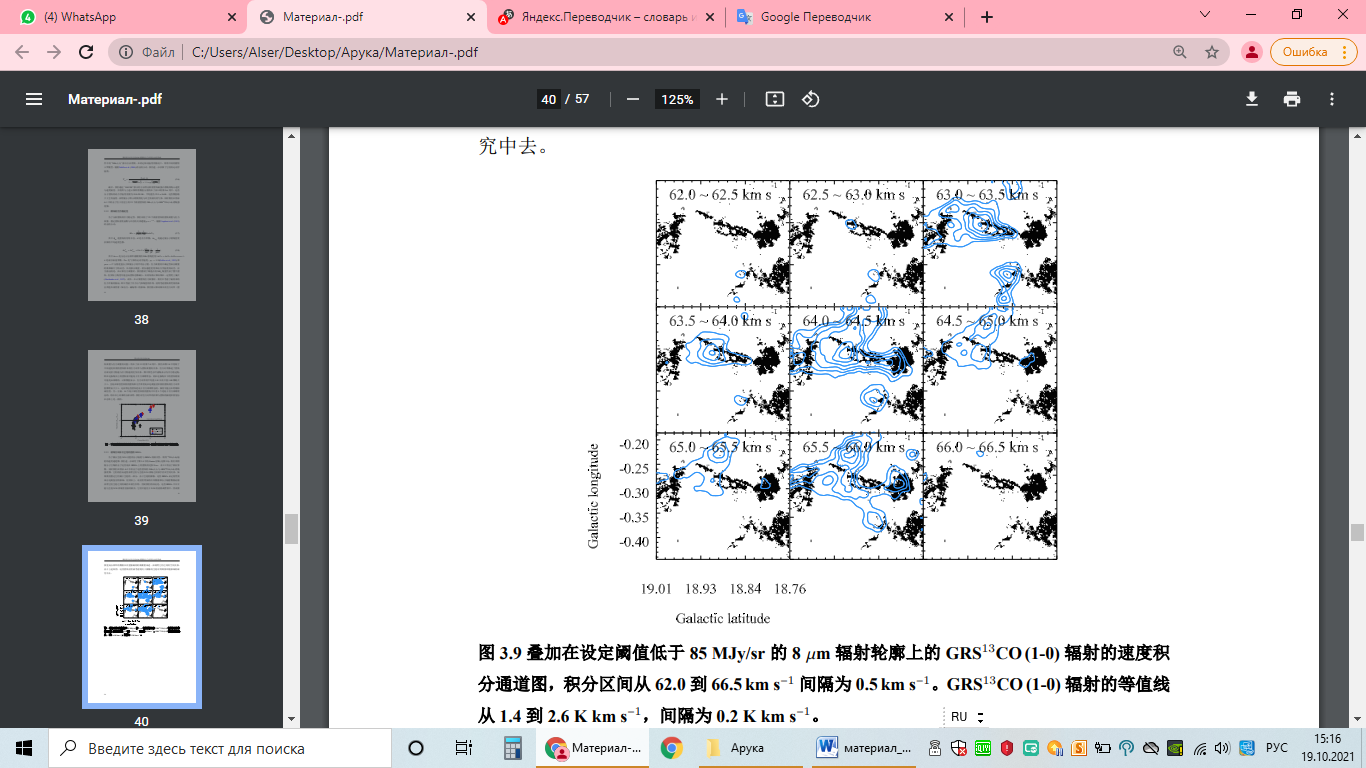 (4) WhatsApp
Материал-.pdf
Яндекс.Переводчик – словарь и
Google Переводчик
Файл
C:/Users/Alser/Desktop/Арука/Материал-.pdf
Ошибка
Материал-.pdf
40 / 57
125%
38
39
40
究中去。
62.0 ~ 62.5 km s
62.5 ~ 63.0 km s
63.0 ~ 63.5 km s
63.5 ~ 64.0 km s
64.0 ~ 64.5 km s
64.5 ~ 65.0 km s
65.0 ~ 65.5 km s
65.5 ~ 66.0 km s
66.0 ~ 66.5 km s
-0.20
-0.25
-0.30
-0.35
-0.40
Galactic longitude
19.01 18.93 18.84 18.76
Galactic latitude
图 3.9 叠加在设定阈值低于 85 MJy/sr 的 8 μm 辐射轮廓上的 GRS¹³CO (1-0) 辐射的速度积
分通道图，积分区间从 62.0 到 66.5 km s⁻¹ 间隔为 0.5 km s⁻¹。GRS¹³CO (1-0) 辐射的等值线
从 1.4 到 2.6 K km s⁻¹，间隔为 0.2 K km s⁻¹。
RU
Введите здесь текст для поиска
Материал-...
Арука
материал_...
РУС
15:16
19.10.2021